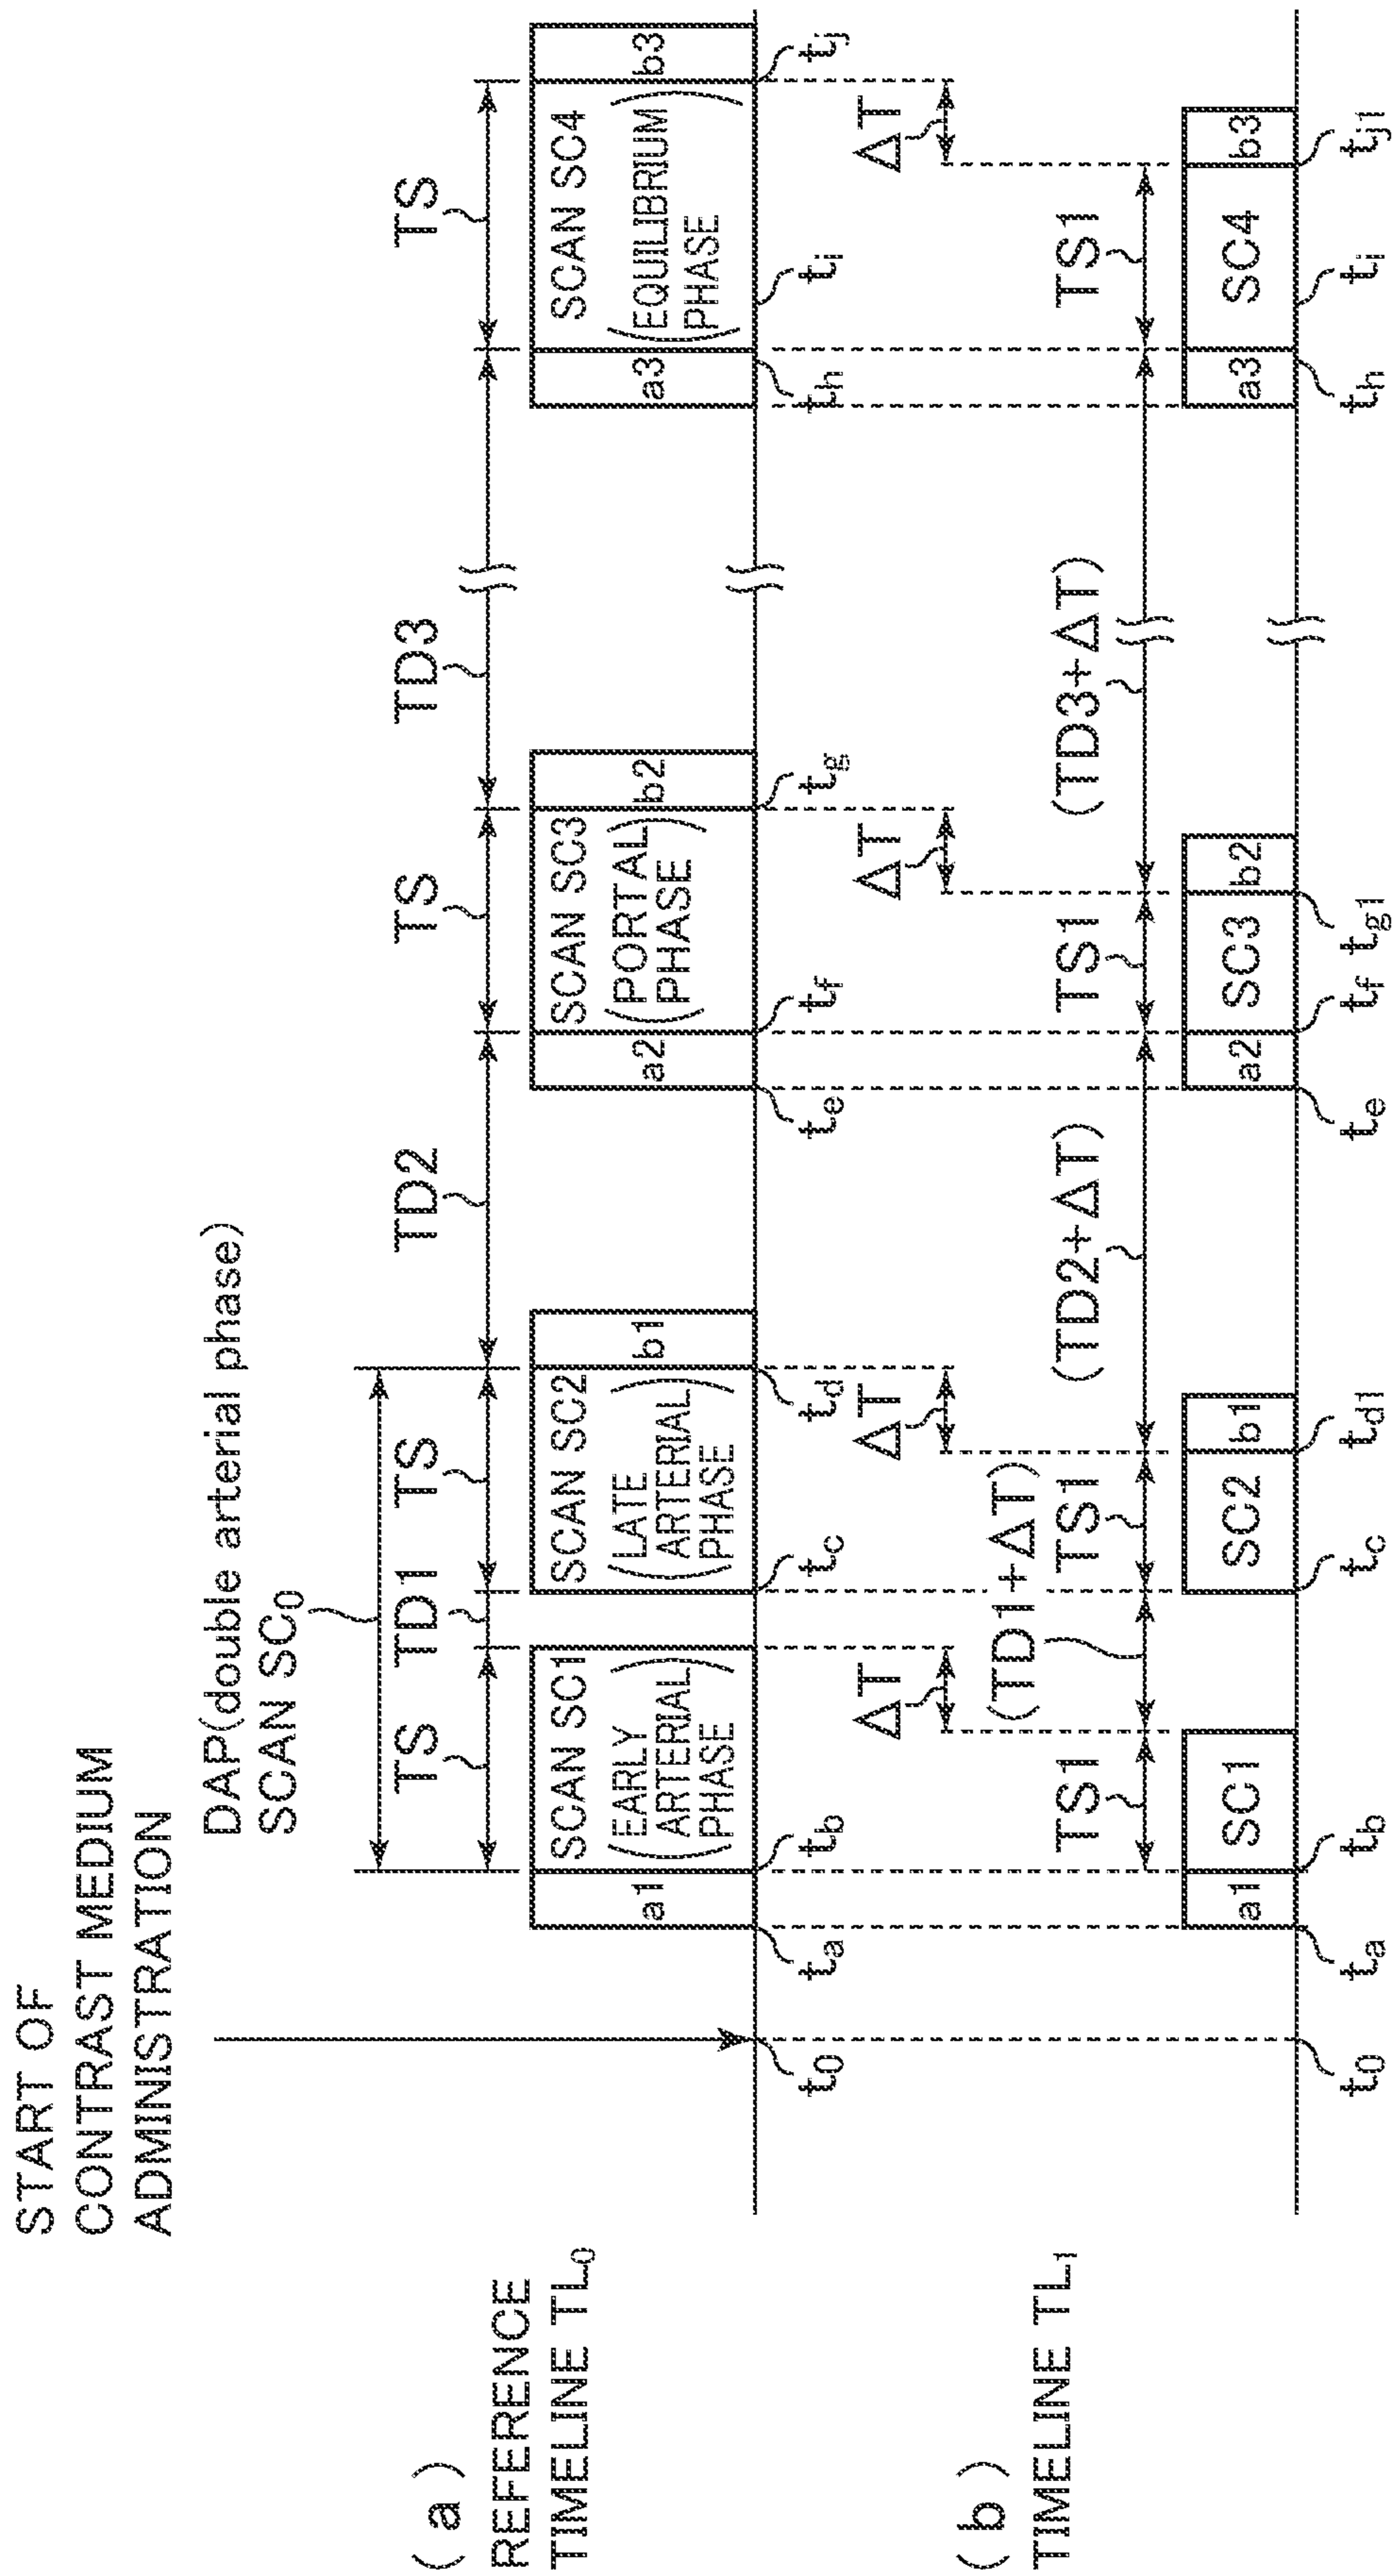 START OF
CONTRAST MEDIUM
ADMINISTRATION
DAP(double arterial phase)
SCAN SC0
TS TD1 TS TD2 TS TD3 TS
(a)
REFERENCE
TIMELINE TL0
a1
SCAN SC1
(EARLY
ARTERIAL
PHASE)
SCAN SC2
(LATE
ARTERIAL
PHASE)
b1
a2
SCAN SC3
(PORTAL
PHASE)
b2
a3
SCAN SC4
(EQUILIBRIUM
PHASE)
b3
t0 ta tb tc td te tf tg th ti tj
ΔT ΔT ΔT ΔT
(b)
TIMELINE TL1
TS1 (TD1+ΔT) TS1 (TD2+ΔT) TS1 (TD3+ΔT) TS1
a1 SC1 SC2 b1 a2 SC3 b2 a3 SC4 b3
t0 ta tb tc td1 te tf tg1 th ti tj1